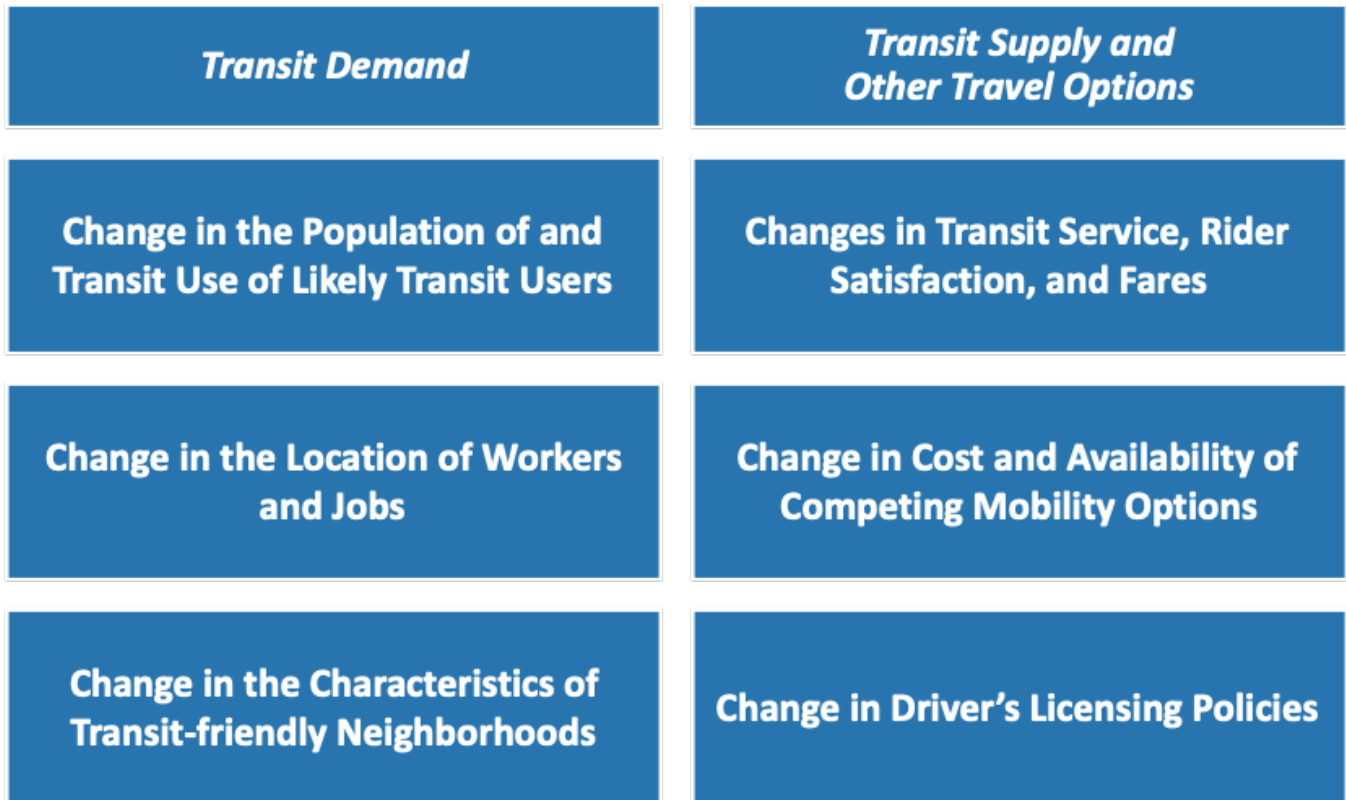 Transit Demand
Transit Supply and
Other Travel Options
Change in the Population of and
Transit Use of Likely Transit Users
Changes in Transit Service, Rider
Satisfaction, and Fares
Change in the Location of Workers
and Jobs
Change in Cost and Availability of
Competing Mobility Options
Change in the Characteristics of
Transit-friendly Neighborhoods
Change in Driver’s Licensing Policies